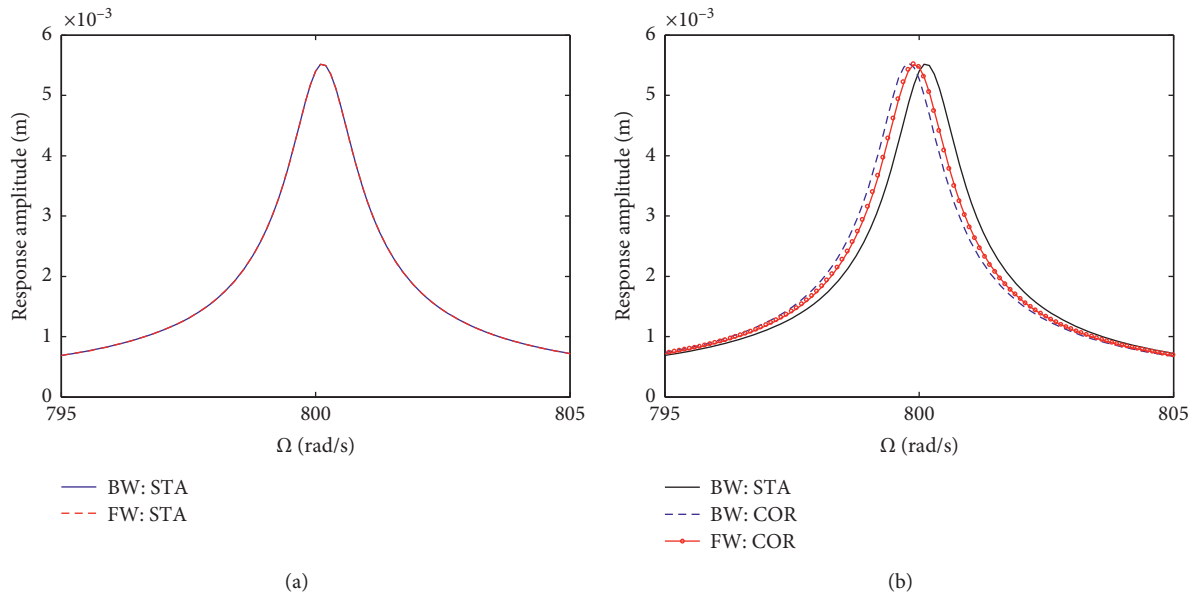 ×10⁻³
6
5
4
3
2
1
0
Response amplitude (m)
795
800
805
Ω (rad/s)
BW: STA
FW: STA
(a)
×10⁻³
6
5
4
3
2
1
0
Response amplitude (m)
795
800
805
Ω (rad/s)
BW: STA
BW: COR
FW: COR
(b)